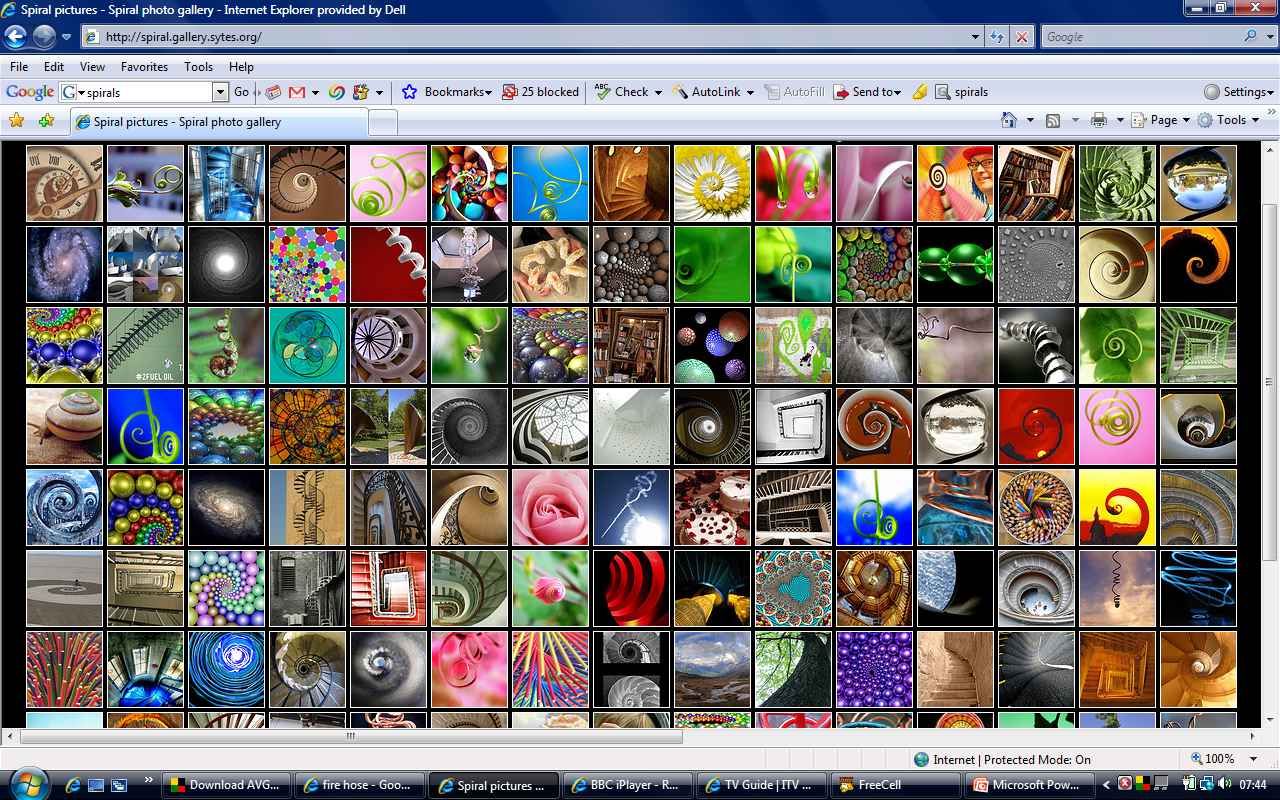 Spiral pictures - Spiral photo gallery - Internet Explorer provided by Dell
http://spiral.gallery.sytes.org/
Google
File Edit View Favorites Tools Help
Google G spirals Go Bookmarks 25 blocked ABC Check AutoLink AutoFill Send to spirals Settings
Spiral pictures - Spiral photo gallery Page Tools
#2FUEL OIL
Internet | Protected Mode: On 100%
Download AVG... fire hose - Goo... Spiral pictures ... BBC iPlayer - R... TV Guide | ITV ... FreeCell Microsoft Pow... 07:44